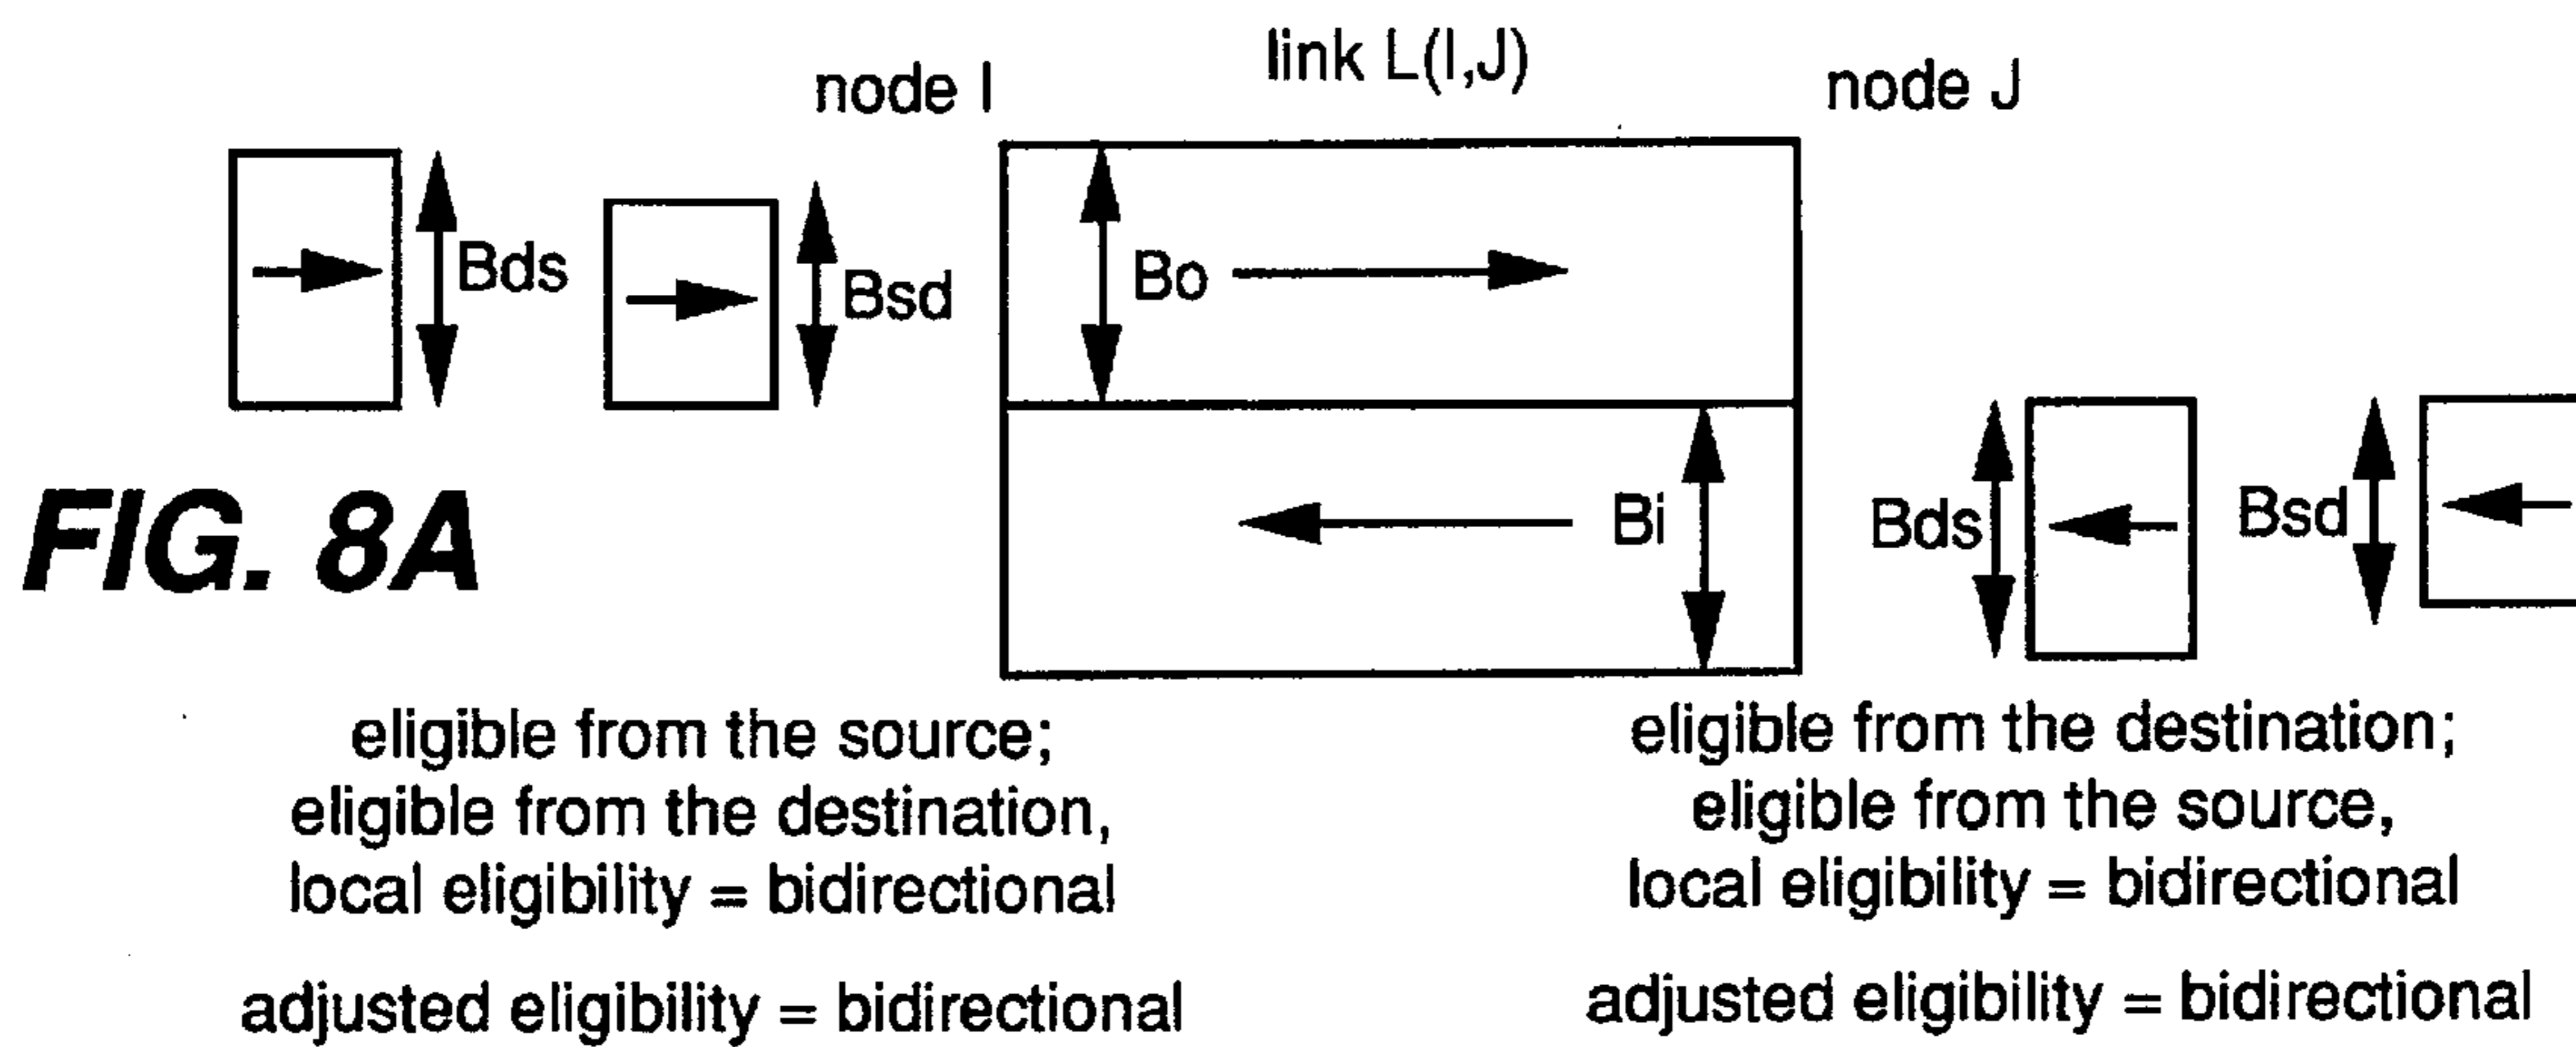 link L(I,J)
node I
node J
Bds
Bsd
Bo
Bi
Bds
Bsd
FIG. 8A
eligible from the source;
eligible from the destination,
local eligibility = bidirectional
adjusted eligibility = bidirectional
eligible from the destination;
eligible from the source,
local eligibility = bidirectional
adjusted eligibility = bidirectional